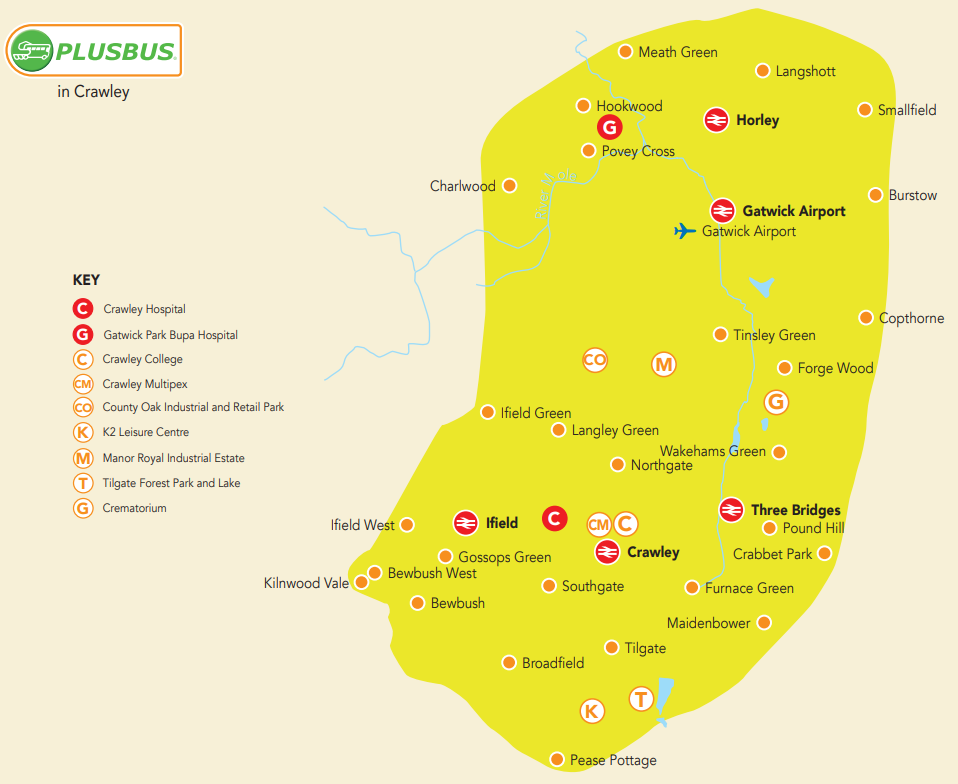 PLUSBUS
in Crawley
Meath Green
Langshott
Hookwood
G
Horley
Smallfield
Povey Cross
Charlwood
River Mole
Burstow
Gatwick Airport
Gatwick Airport
KEY
C Crawley Hospital
G Gatwick Park Bupa Hospital
C Crawley College
CM Crawley Multipex
CO County Oak Industrial and Retail Park
K K2 Leisure Centre
M Manor Royal Industrial Estate
T Tilgate Forest Park and Lake
G Crematorium
Copthorne
Tinsley Green
CO
M
Forge Wood
G
Ifield Green
Langley Green
Wakehams Green
Northgate
Three Bridges
Ifield West
Ifield
C
CM
C
Pound Hill
Crawley
Crabbet Park
Gossops Green
Bewbush West
Kilnwood Vale
Southgate
Furnace Green
Bewbush
Maidenbower
Tilgate
Broadfield
T
K
Pease Pottage